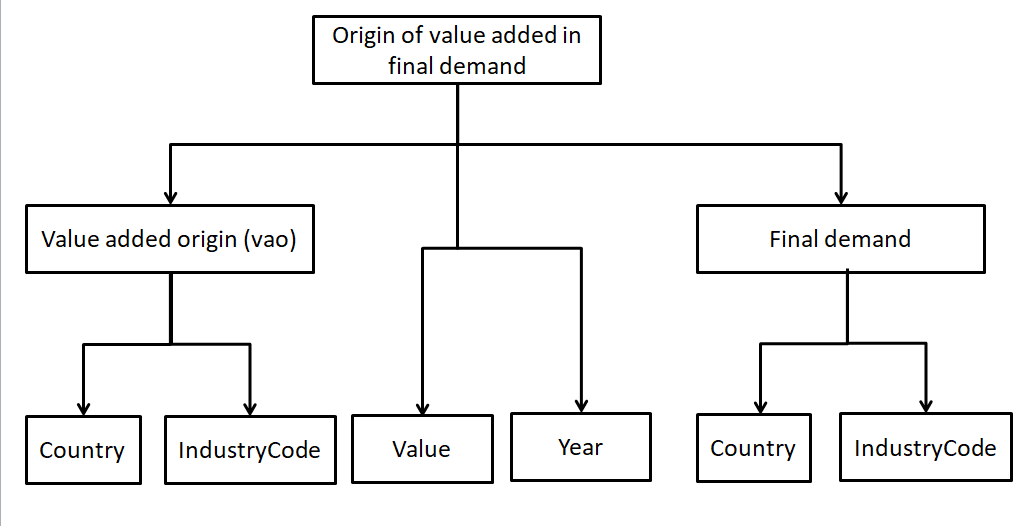 Origin of value added in
final demand
Value added origin (vao)
Final demand
Country
IndustryCode
Value
Year
Country
IndustryCode